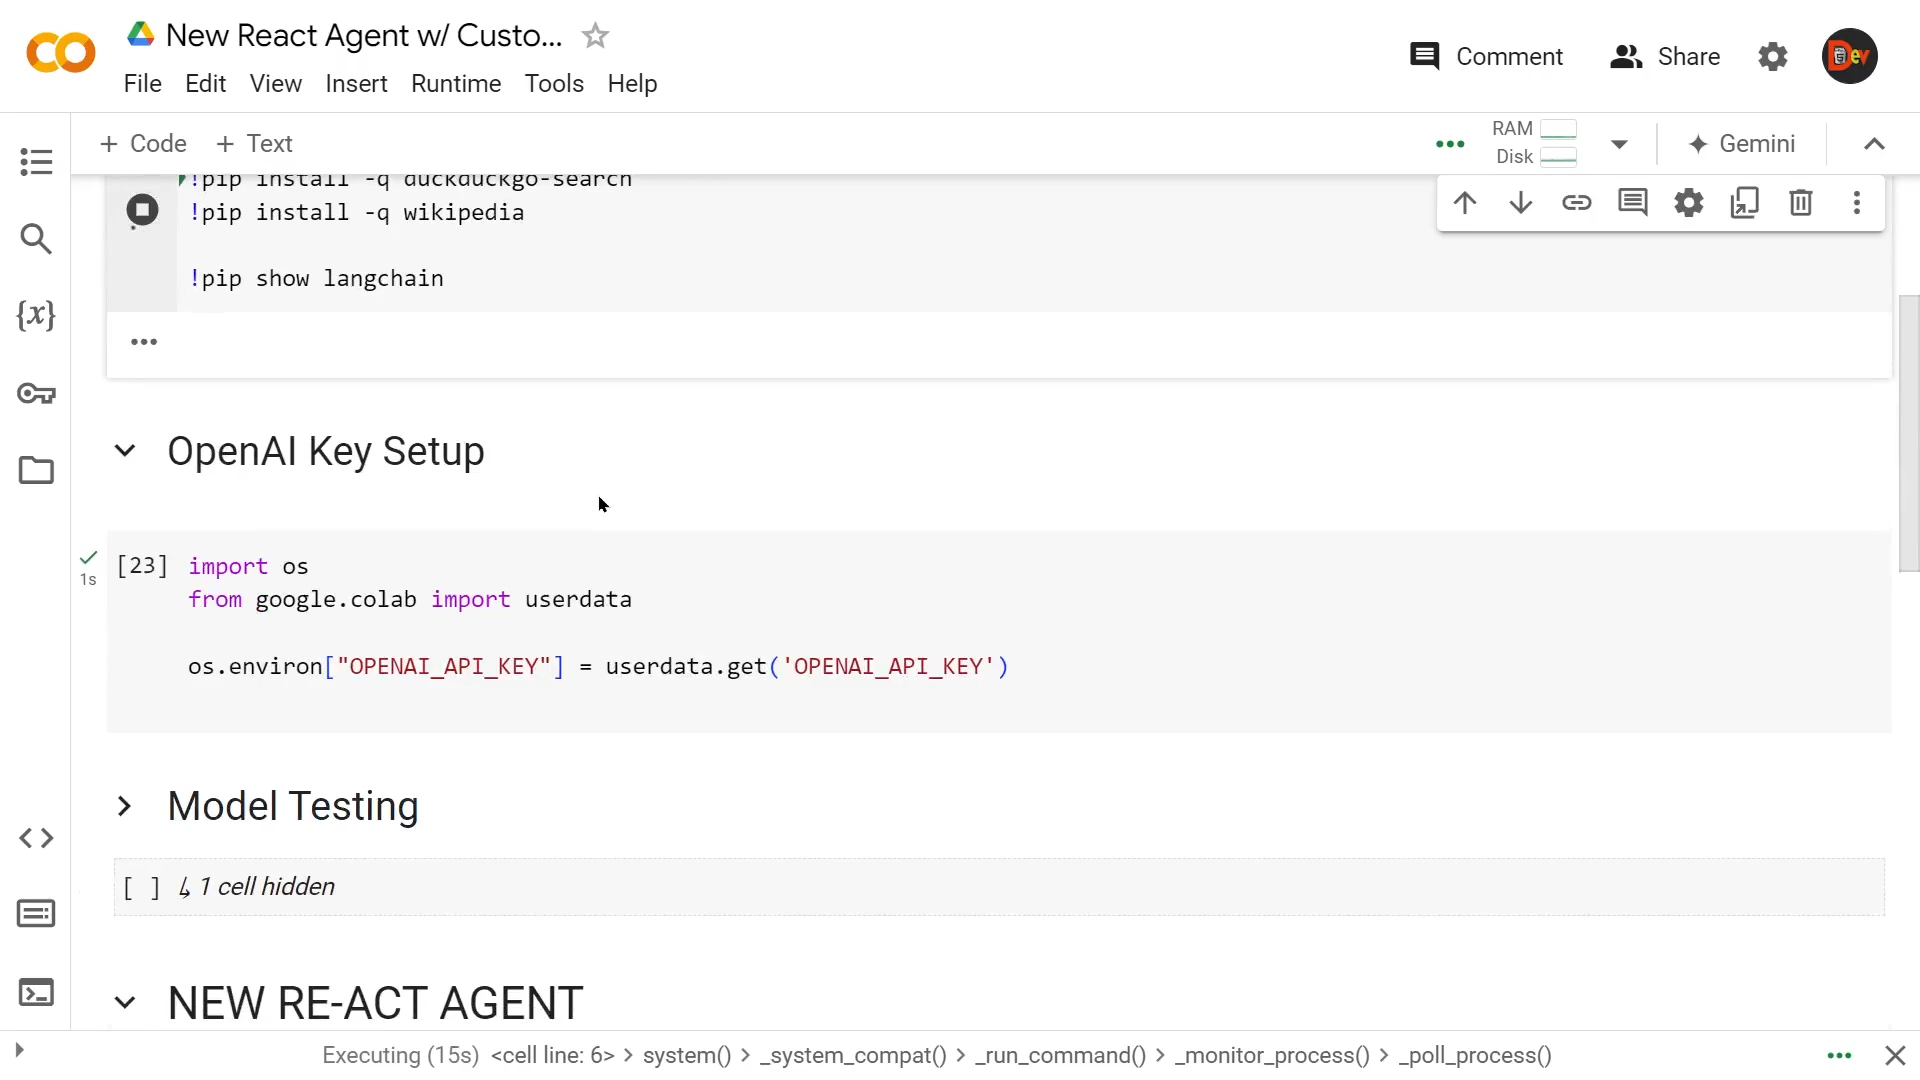 New React Agent w/ Custo...
File Edit View Insert Runtime Tools Help
Comment
Share
Dev
+ Code + Text
RAM
Disk
Gemini
!pip install -q duckduckgo-search
!pip install -q wikipedia
!pip show langchain
OpenAI Key Setup
1s
[23] import os
from google.colab import userdata
os.environ["OPENAI_API_KEY"] = userdata.get('OPENAI_API_KEY')
Model Testing
[ ] ↳ 1 cell hidden
NEW RE-ACT AGENT
Executing (15s) <cell line: 6> > system() > _system_compat() > _run_command() > _monitor_process() > _poll_process()